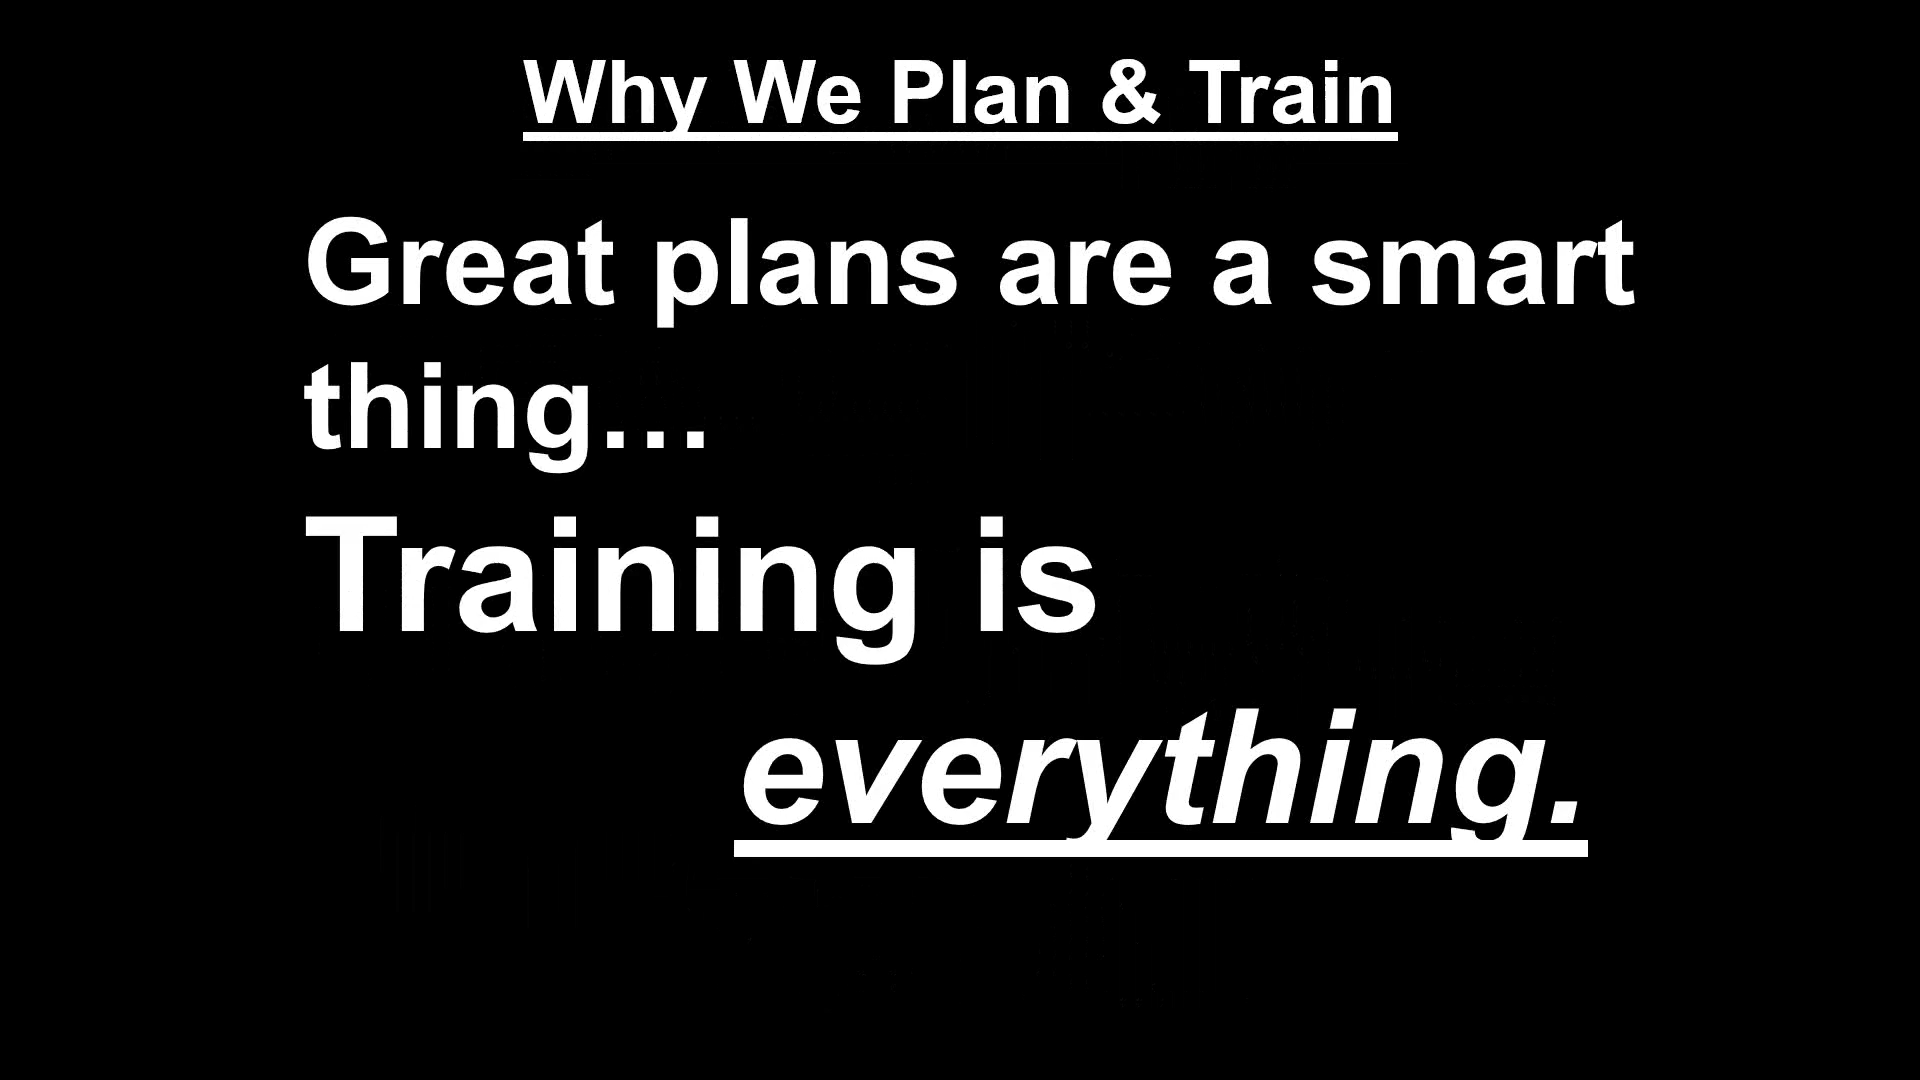 Why We Plan & Train
Great plans are a smart
thing…
Training is
everything.